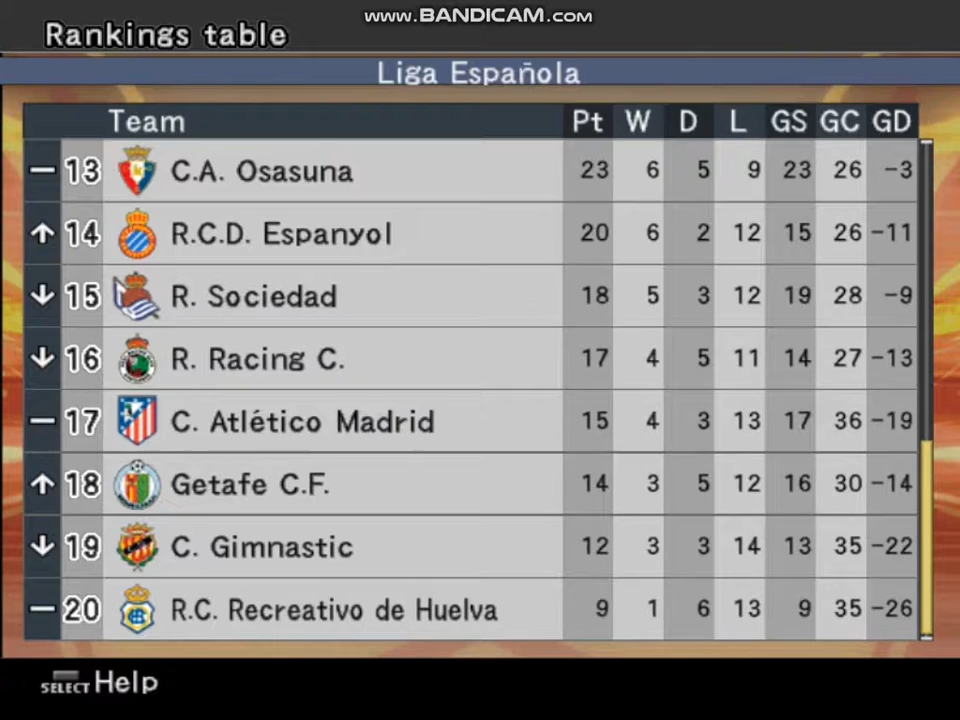 www.BANDICAM.com
Rankings table
Liga Española
Team Pt W D L GS GC GD
13 C.A. Osasuna 23 6 5 9 23 26 -3
14 R.C.D. Espanyol 20 6 2 12 15 26 -11
15 R. Sociedad 18 5 3 12 19 28 -9
16 R. Racing C. 17 4 5 11 14 27 -13
17 C. Atlético Madrid 15 4 3 13 17 36 -19
18 Getafe C.F. 14 3 5 12 16 30 -14
19 C. Gimnastic 12 3 3 14 13 35 -22
20 R.C. Recreativo de Huelva 9 1 6 13 9 35 -26
SELECT Help